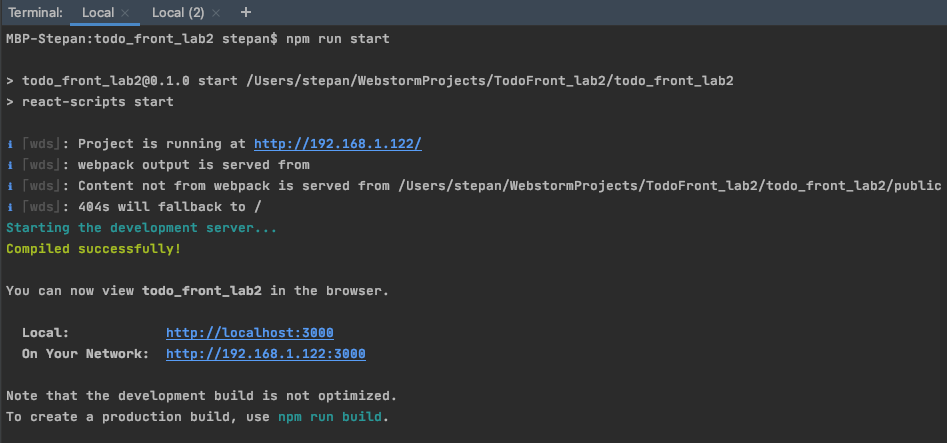 Terminal: Local × Local (2) × +
MBP-Stepan:todo_front_lab2 stepan$ npm run start
> todo_front_lab2@0.1.0 start /Users/stepan/WebstormProjects/TodoFront_lab2/todo_front_lab2
> react-scripts start
ℹ ｢wds｣: Project is running at http://192.168.1.122/
ℹ ｢wds｣: webpack output is served from
ℹ ｢wds｣: Content not from webpack is served from /Users/stepan/WebstormProjects/TodoFront_lab2/todo_front_lab2/public
ℹ ｢wds｣: 404s will fallback to /
Starting the development server...
Compiled successfully!
You can now view todo_front_lab2 in the browser.
Local: http://localhost:3000
On Your Network: http://192.168.1.122:3000
Note that the development build is not optimized.
To create a production build, use npm run build.